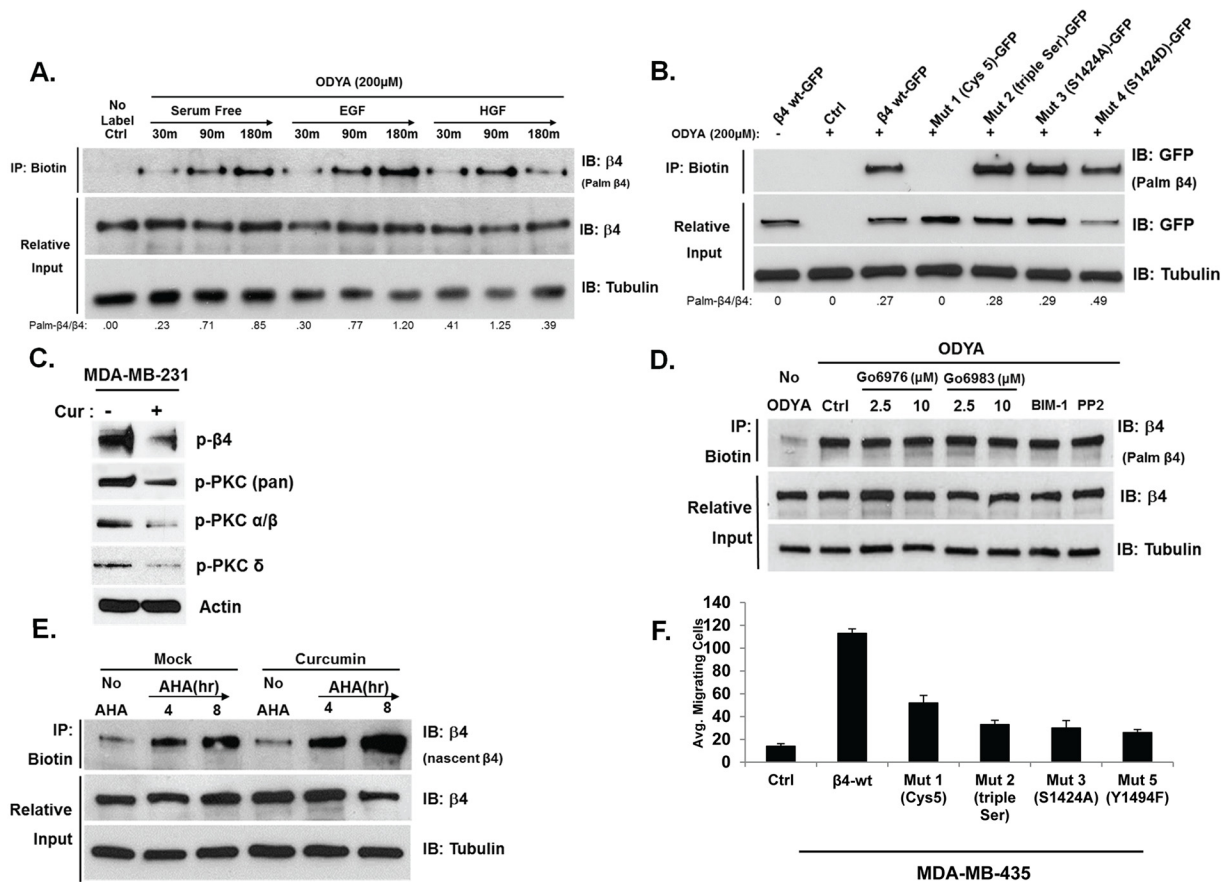 A.
ODYA (200µM)
No Label Ctrl
Serum Free
EGF
HGF
30m 90m 180m 30m 90m 180m 30m 90m 180m
IP: Biotin
IB: β4
(Palm β4)
Relative Input
IB: β4
IB: Tubulin
Palm-β4/β4: .00 .23 .71 .85 .30 .77 1.20 .41 1.25 .39
B.
β4 wt-GFP
Ctrl
β4 wt-GFP
Mut 1 (Cys 5)-GFP
Mut 2 (triple Ser)-GFP
Mut 3 (S1424A)-GFP
Mut 4 (S1424D)-GFP
ODYA (200µM): - + + + + + +
IP: Biotin
IB: GFP
(Palm β4)
Relative Input
IB: GFP
IB: Tubulin
Palm-β4/β4: 0 0 .27 0 .28 .29 .49
C.
MDA-MB-231
Cur : - +
p-β4
p-PKC (pan)
p-PKC α/β
p-PKC δ
Actin
D.
ODYA
No ODYA
Ctrl
Go6976 (µM)
Go6983 (µM)
2.5 10 2.5 10 BIM-1 PP2
IP: Biotin
IB: β4
(Palm β4)
Relative Input
IB: β4
IB: Tubulin
E.
Mock
Curcumin
No AHA
AHA(hr)
4 8
No AHA
AHA(hr)
4 8
IP: Biotin
IB: β4
(nascent β4)
Relative Input
IB: β4
IB: Tubulin
F.
Avg. Migrating Cells
140
120
100
80
60
40
20
0
Ctrl
β4-wt
Mut 1 (Cys5)
Mut 2 (triple Ser)
Mut 3 (S1424A)
Mut 5 (Y1494F)
MDA-MB-435